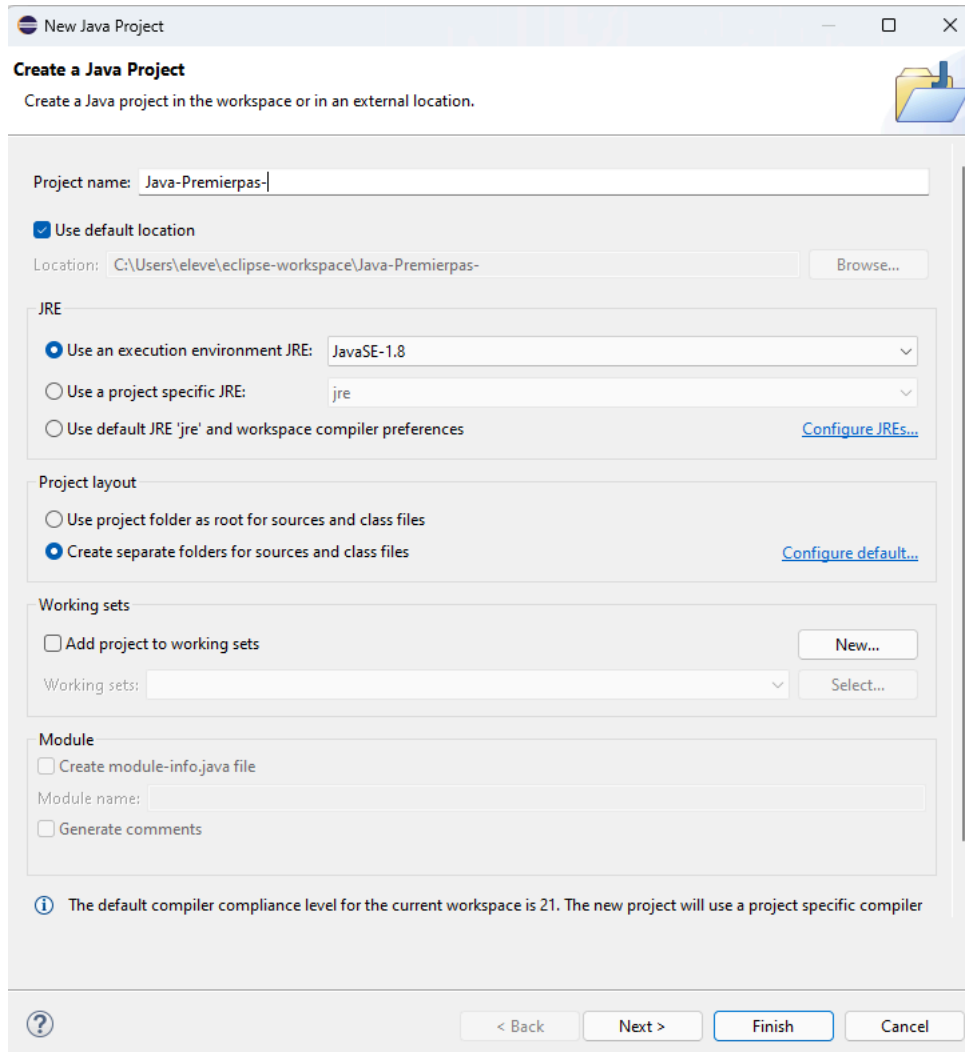 New Java Project
Create a Java Project
Create a Java project in the workspace or in an external location.
Project name: Java-Premierpas-
Use default location
Location: C:\Users\eleve\eclipse-workspace\Java-Premierpas- Browse...
JRE
Use an execution environment JRE: JavaSE-1.8
Use a project specific JRE: jre
Use default JRE 'jre' and workspace compiler preferences Configure JREs...
Project layout
Use project folder as root for sources and class files
Create separate folders for sources and class files Configure default...
Working sets
Add project to working sets New...
Working sets: Select...
Module
Create module-info.java file
Module name:
Generate comments
The default compiler compliance level for the current workspace is 21. The new project will use a project specific compiler
? < Back Next > Finish Cancel